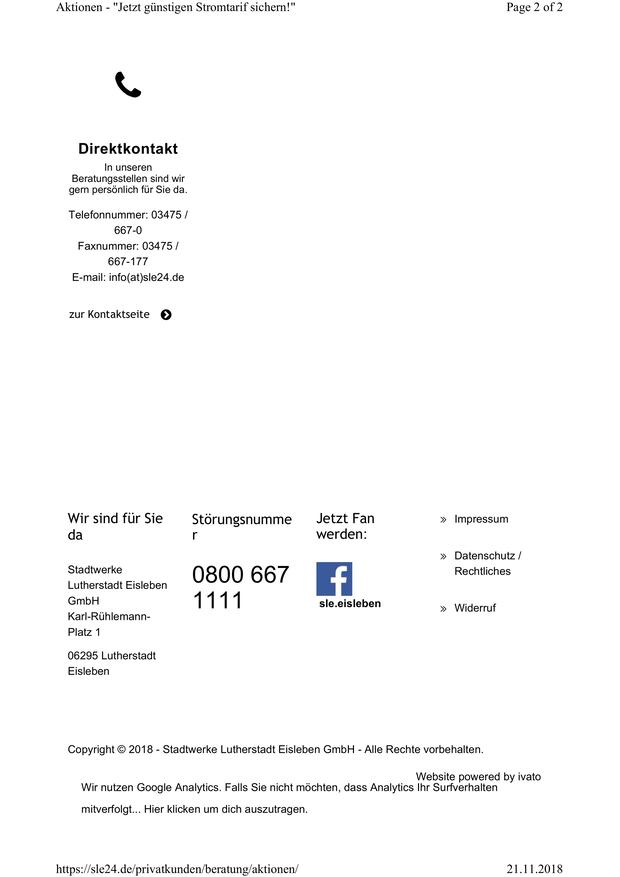 Aktionen - "Jetzt günstigen Stromtarif sichern!" Page 2 of 2
Direktkontakt
In unseren
Beratungsstellen sind wir
gern persönlich für Sie da.
Telefonnummer: 03475 /
667-0
Faxnummer: 03475 /
667-177
E-mail: info(at)sle24.de
zur Kontaktseite
Wir sind für Sie
da
Stadtwerke
Lutherstadt Eisleben
GmbH
Karl-Rühlemann-
Platz 1
06295 Lutherstadt
Eisleben
Störungsnumme
r
0800 667
1111
Jetzt Fan
werden:
f
sle.eisleben
» Impressum
» Datenschutz /
Rechtliches
» Widerruf
Copyright © 2018 - Stadtwerke Lutherstadt Eisleben GmbH - Alle Rechte vorbehalten.
Website powered by ivato
Wir nutzen Google Analytics. Falls Sie nicht möchten, dass Analytics Ihr Surfverhalten
mitverfolgt... Hier klicken um dich auszutragen.
https://sle24.de/privatkunden/beratung/aktionen/ 21.11.2018